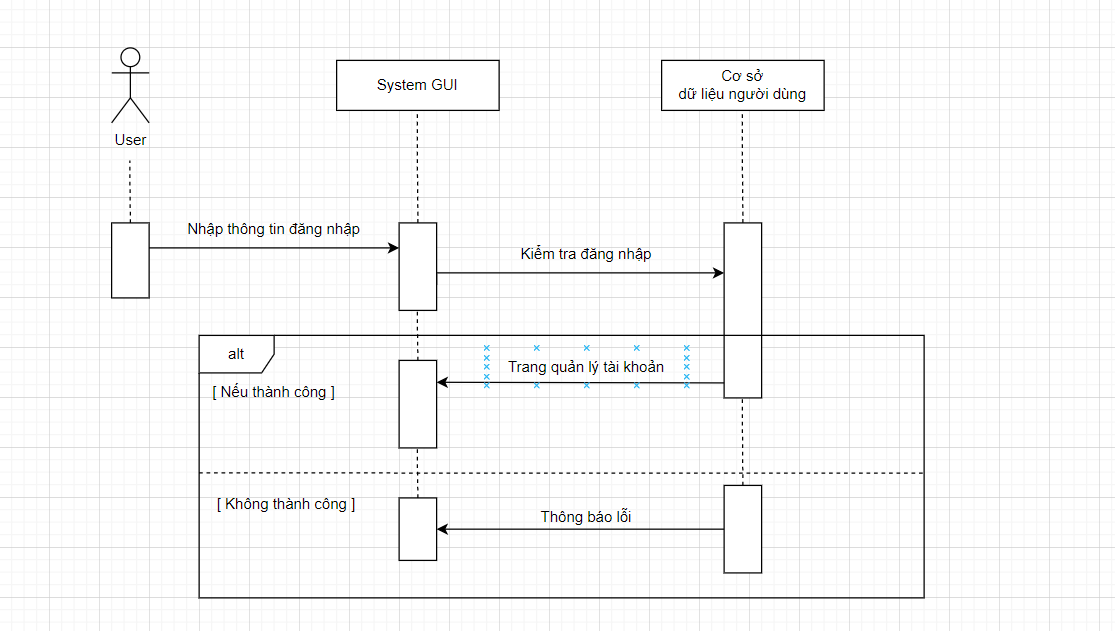 User
System GUI
Cơ sở
dữ liệu người dùng
Nhập thông tin đăng nhập
Kiểm tra đăng nhập
alt
Trang quản lý tài khoản
[ Nếu thành công ]
[ Không thành công ]
Thông báo lỗi